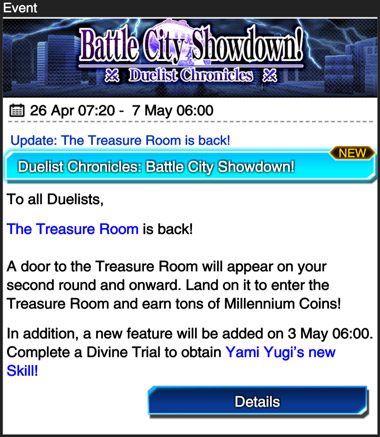 Event
Battle City Showdown!
Duelist Chronicles
26 Apr 07:20 - 7 May 06:00
Update: The Treasure Room is back!
NEW
Duelist Chronicles: Battle City Showdown!
To all Duelists,
The Treasure Room is back!
A door to the Treasure Room will appear on your
second round and onward. Land on it to enter the
Treasure Room and earn tons of Millennium Coins!
In addition, a new feature will be added on 3 May 06:00.
Complete a Divine Trial to obtain Yami Yugi's new
Skill!
Details